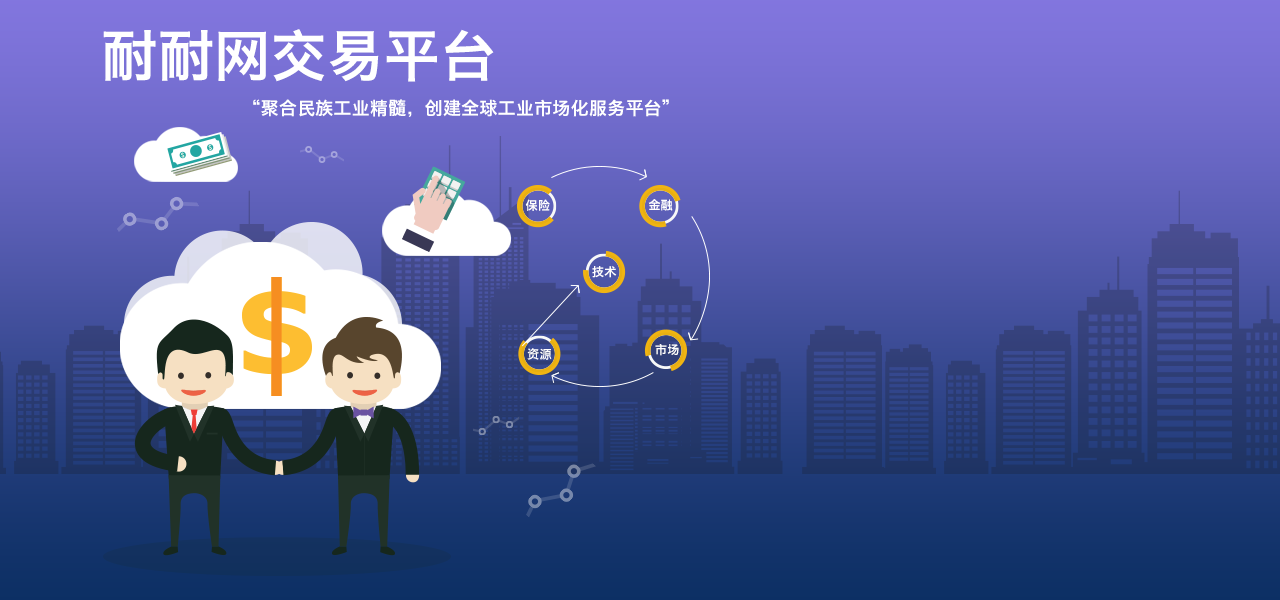 耐耐网交易平台
“聚合民族工业精髓，创建全球工业市场化服务平台”
保险
金融
技术
资源
市场
$